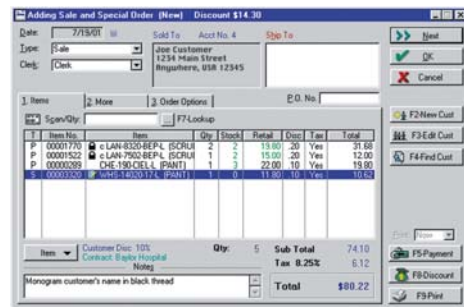 Adding Sale and Special Order (New) Discount $14.30
Date: 7/19/01 Sold To Acct No. 4 Ship To
Type: Sale
Clerk: Clerk
Joe Customer
1234 Main Street
Anywhere, USA 12345
Next
OK
Cancel
1. Items 2. More 3. Order Options P.O. No.
Scan/Qty: F7-Lookup
T Item No. Item Qty Stock Retail Disc Tax Total
P 00001770 c LAN-8320-BEP-L (SCRUI 2 2 19.80 .20 Yes 31.68
P 00001522 c LAN-7502-BEP-L (SCRUI 1 2 15.00 .20 Yes 12.00
P 00000289 CHE-190-CIEL-L (PANT) 1 3 22.00 .10 Yes 19.80
S 00003320 WHS-14020-17-L (PANT) 1 0 11.80 .10 Yes 10.62
F2-New Cust
F3-Edit Cust
F4-Find Cust
Item Customer Disc: 10% Qty: 5 Sub Total 74.10
Contract: Baylor Hospital Tax 8.25% 6.12
Notes
Monogram customer's name in black thread
Total $80.22
Print: Now
F5-Payment
F8-Discount
F9-Print